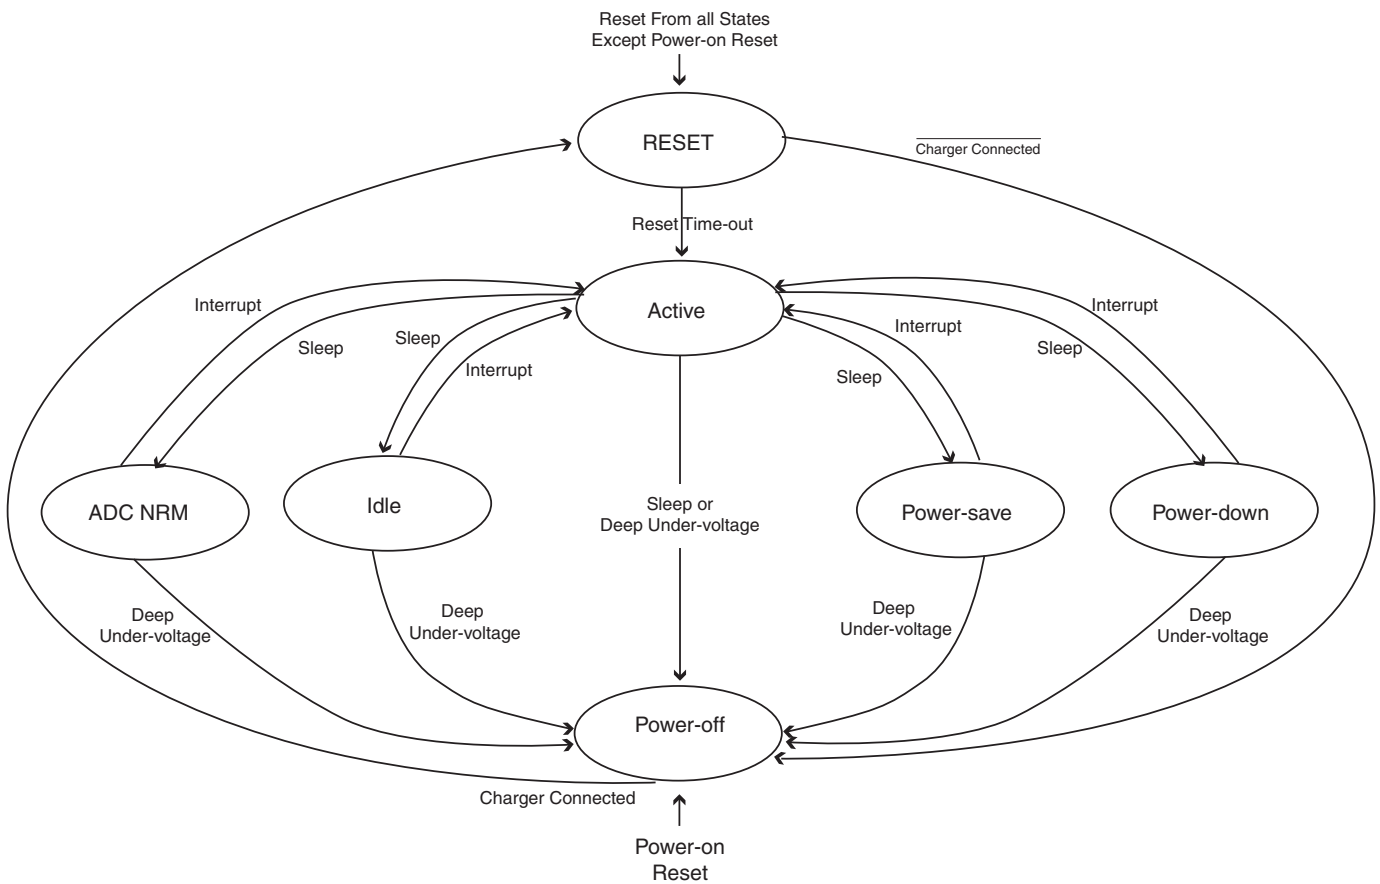 Reset From all States
Except Power-on Reset
RESET
Charger Connected
Reset Time-out
Interrupt
Sleep
Sleep
Interrupt
Active
Interrupt
Sleep
Interrupt
Sleep
ADC NRM
Idle
Sleep or
Deep Under-voltage
Power-save
Power-down
Deep
Under-voltage
Deep
Under-voltage
Deep
Under-voltage
Deep
Under-voltage
Power-off
Charger Connected
Power-on
Reset